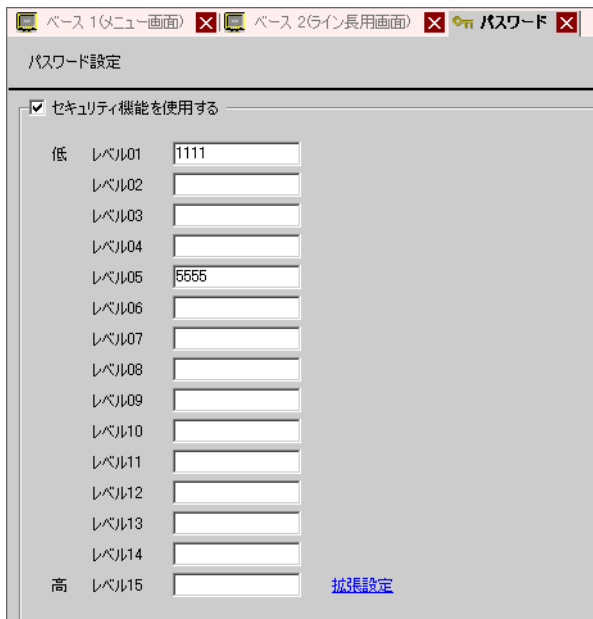 ベース 1(メニュー画面) ベース 2(ライン長用画面) パスワード
パスワード設定
セキュリティ機能を使用する
低 レベル01 1111
レベル02
レベル03
レベル04
レベル05 5555
レベル06
レベル07
レベル08
レベル09
レベル10
レベル11
レベル12
レベル13
レベル14
高 レベル15 拡張設定